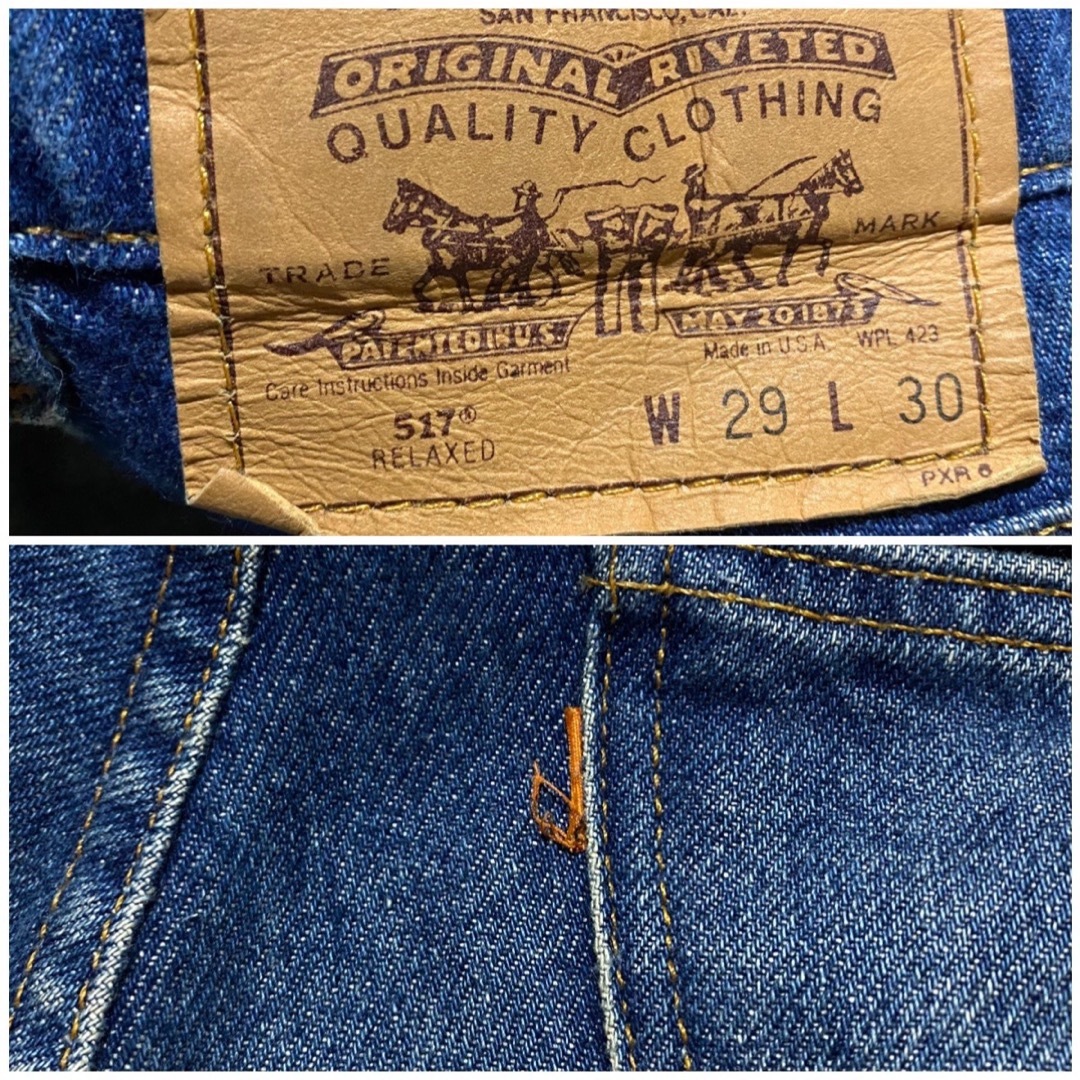 SAN FRANCISCO, CAL.
ORIGINAL RIVETED
QUALITY CLOTHING
TRADE MARK
PATENTED IN U.S. MAY 20 1873
Care Instructions Inside Garment Made in U.S.A. WPL 423
517® W 29 L 30
RELAXED
PXR 6